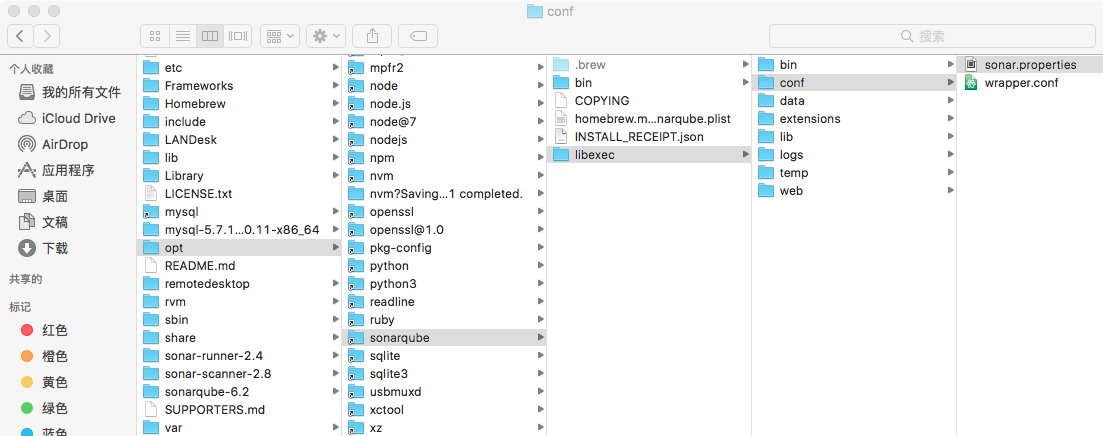 conf
搜索
个人收藏
我的所有文件
iCloud Drive
AirDrop
应用程序
桌面
文稿
下载
共享的
标记
红色
橙色
黄色
绿色
蓝色
etc
Frameworks
Homebrew
include
LANDesk
lib
Library
LICENSE.txt
mysql
mysql-5.7.1...0.11-x86_64
opt
README.md
remotedesktop
rvm
sbin
share
sonar-runner-2.4
sonar-scanner-2.8
sonarqube-6.2
SUPPORTERS.md
var
mpfr2
node
node.js
node@7
nodejs
npm
nvm
nvm?Saving...1 completed.
openssl
openssl@1.0
pkg-config
python
python3
readline
ruby
sonarqube
sqlite
sqlite3
usbmuxd
xctool
xz
.brew
bin
COPYING
homebrew.m...narqube.plist
INSTALL_RECEIPT.json
libexec
bin
conf
data
extensions
lib
logs
temp
web
sonar.properties
wrapper.conf